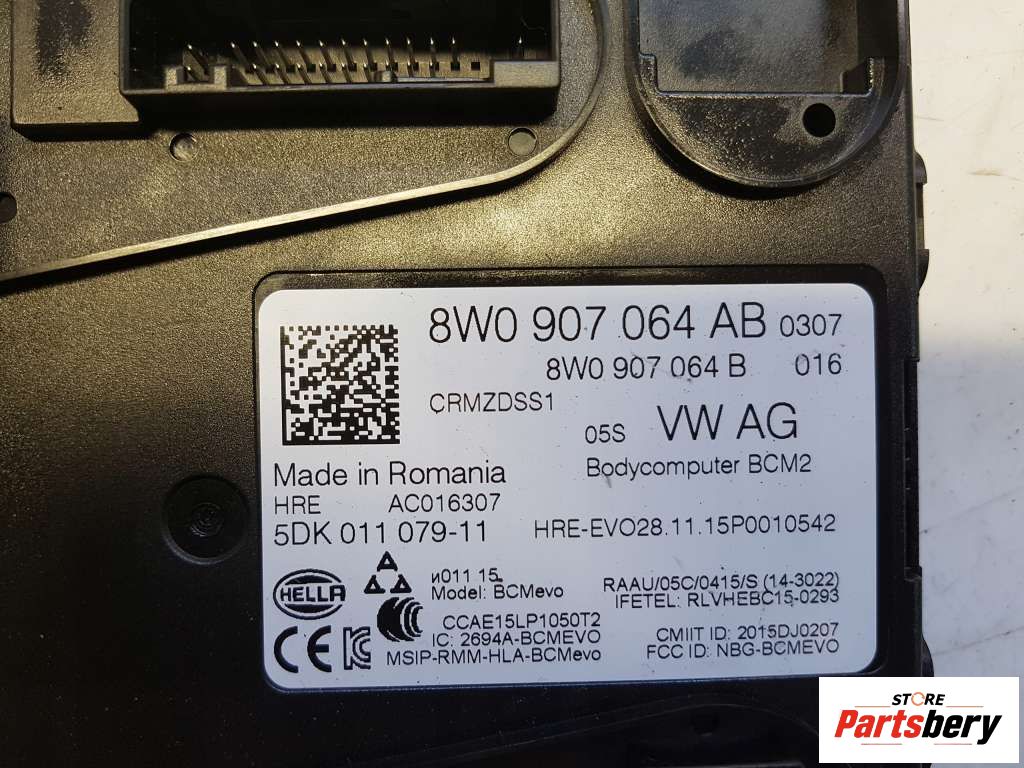 8W0 907 064 AB 0307
8W0 907 064 B 016
CRMZDSS1
05S VW AG
Bodycomputer BCM2
Made in Romania
HRE AC016307
5DK 011 079-11 HRE-EVO28.11.15P0010542
HELLA
A
и011 15
Model: BCMevo
CCAE15LP1050T2
IC: 2694A-BCMEVO
MSIP-RMM-HLA-BCMevo
RAAU/05C/0415/S (14-3022)
IFETEL: RLVHEBC15-0293
CMIIT ID: 2015DJ0207
FCC ID: NBG-BCMEVO
CE
STORE
Partsbery